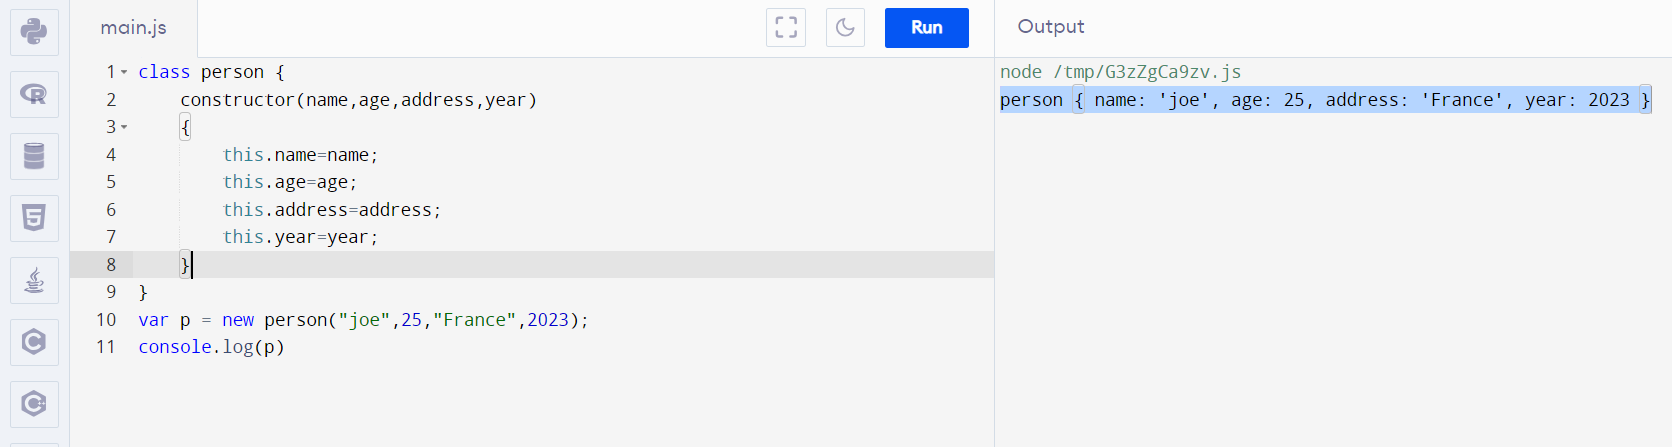 main.js
Run
Output
1 class person {
2     constructor(name,age,address,year)
3     {
4         this.name=name;
5         this.age=age;
6         this.address=address;
7         this.year=year;
8     }
9 }
10 var p = new person("joe",25,"France",2023);
11 console.log(p)
node /tmp/G3zZgCa9zv.js
person { name: 'joe', age: 25, address: 'France', year: 2023 }